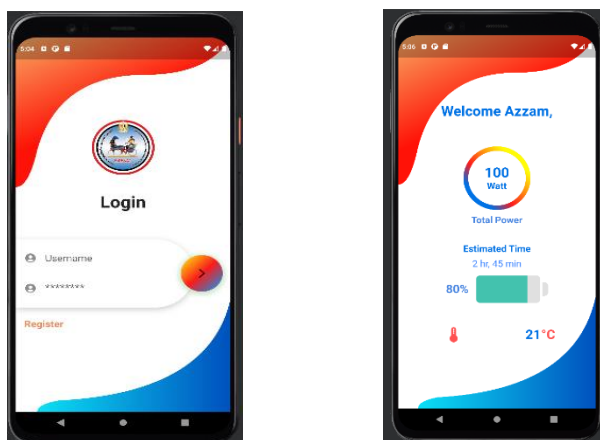 5:04
Login
Username
********
Register
5:06
Welcome Azzam,
100
Watt
Total Power
Estimated Time
2 hr, 45 min
80%
21°C